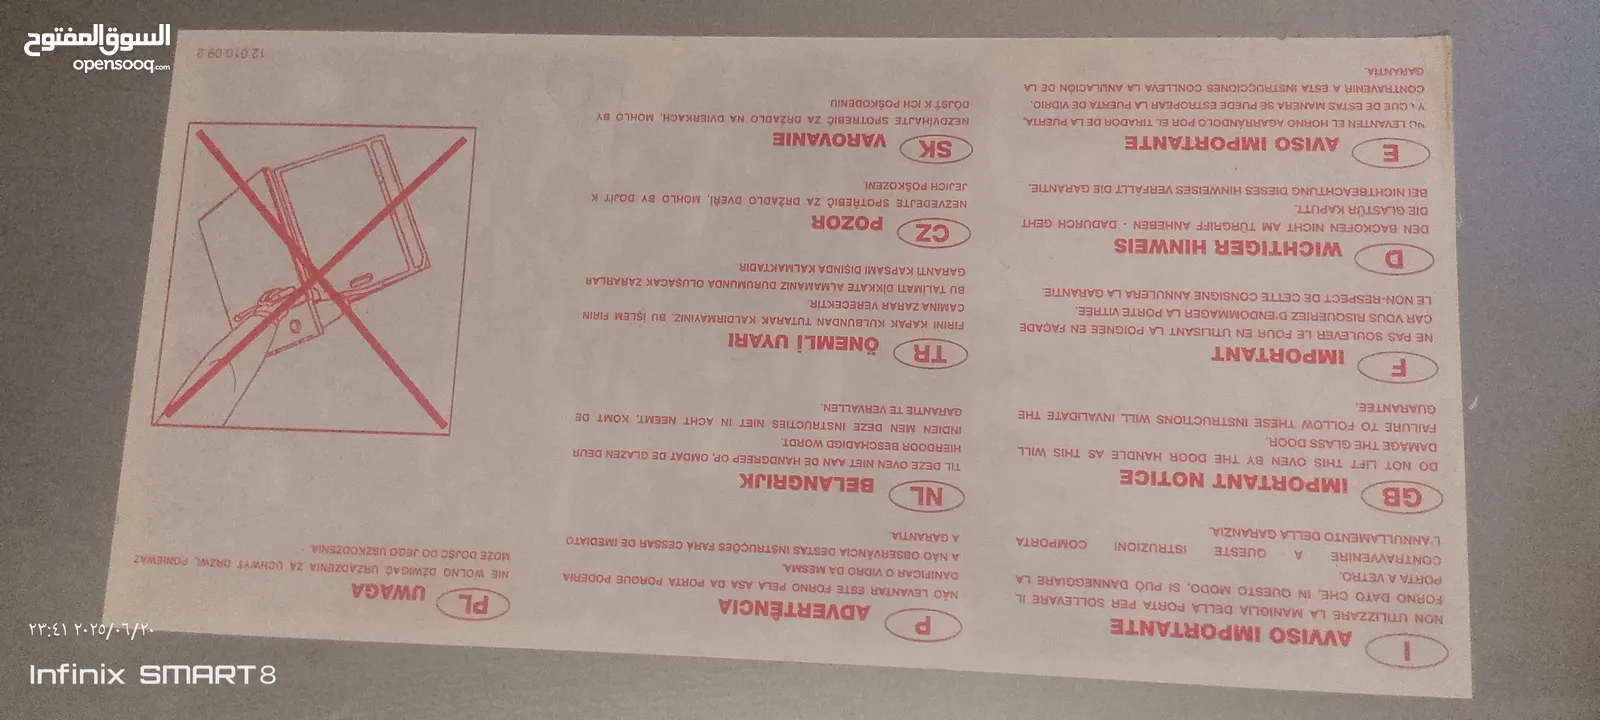 السوق المفتوح
opensooq.com
I
AVVISO IMPORTANTE
NON UTILIZZARE LA MANIGLIA DELLA PORTA PER SOLLEVARE IL
FORNO DATO CHE, IN QUESTO MODO, SI PUÒ DANNEGGIARE LA
PORTA A VETRO.
CONTRAVVENIRE A QUESTE ISTRUZIONI COMPORTA
L'ANNULLAMENTO DELLA GARANZIA.
GB
IMPORTANT NOTICE
DO NOT LIFT THIS OVEN BY THE DOOR HANDLE AS THIS WILL
DAMAGE THE GLASS DOOR.
FAILURE TO FOLLOW THESE INSTRUCTIONS WILL INVALIDATE THE
GUARANTEE.
F
IMPORTANT
NE PAS SOULEVER LE FOUR EN UTILISANT LA POIGNÉE EN FAÇADE
CAR VOUS RISQUERIEZ D'ENDOMMAGER LA PORTE VITRÉE.
LE NON-RESPECT DE CETTE CONSIGNE ANNULERA LA GARANTIE.
D
WICHTIGER HINWEIS
DEN BACKOFEN NICHT AM TÜRGRIFF ANHEBEN - DADURCH GEHT
DIE GLASTÜR KAPUTT.
BEI NICHTBEACHTUNG DIESES HINWEISES VERFÄLLT DIE GARANTIE.
E
AVISO IMPORTANTE
NO LEVANTEN EL HORNO AGARRÁNDOLO POR EL TIRADOR DE LA PUERTA,
QUE DE ESTAS MANERA SE PUEDE ESTROPEAR LA PUERTA DE VIDRIO.
CONTRAVENIR A ESTA INSTRUCCIONES CONLLEVA LA ANULACIÓN DE LA
GARANTÍA.
P
ADVERTÊNCIA
NÃO LEVANTAR ESTE FORNO PELA ASA DA PORTA PORQUE PODERIA
DANIFICAR O VIDRO DA MESMA.
A NÃO OBSERVÂNCIA DESTAS INSTRUÇÕES FARÁ CESSAR DE IMEDIATO
A GARANTIA.
NL
BELANGRIJK
TIL DEZE OVEN NIET AAN DE HANDGREEP OP, OMDAT DE GLAZEN DEUR
HIERDOOR BESCHADIGD WORDT.
INDIEN MEN DEZE INSTRUCTIES NIET IN ACHT NEEMT, KOMT DE
GARANTIE TE VERVALLEN.
TR
ÖNEMLİ UYARI
FIRINI KAPAK KULBUNDAN TUTARAK KALDIRMAYINIZ, BU İŞLEM FIRIN
CAMINA ZARAR VERECEKTİR.
BU TALİMATI DİKKATE ALMAMANIZ DURUMUNDA OLUŞACAK ZARARLAR
GARANTİ KAPSAMI DIŞINDA KALMAKTADIR.
CZ
POZOR
NEZVEDEJTE SPOTŘEBIČ ZA DRŽADLO DVEŘÍ, MOHLO BY DOJÍT K
JEJICH POŠKOZENÍ.
SK
VAROVANIE
NEZDVÍHAJTE SPOTREBIČ ZA DRŽADLO NA DVIERKACH, MOHLO BY
DÔJSŤ K ICH POŠKODENIU.
PL
UWAGA
NIE WOLNO DŹWIGAĆ URZĄDZENIA ZA UCHWYT DRZWI, PONIEWAŻ
MOŻE DOJŚĆ DO JEGO USZKODZENIA.
12.010.09.2
٢٣:٤١ ٢٠٢٥/٠٦/٢٠
Infinix SMART 8